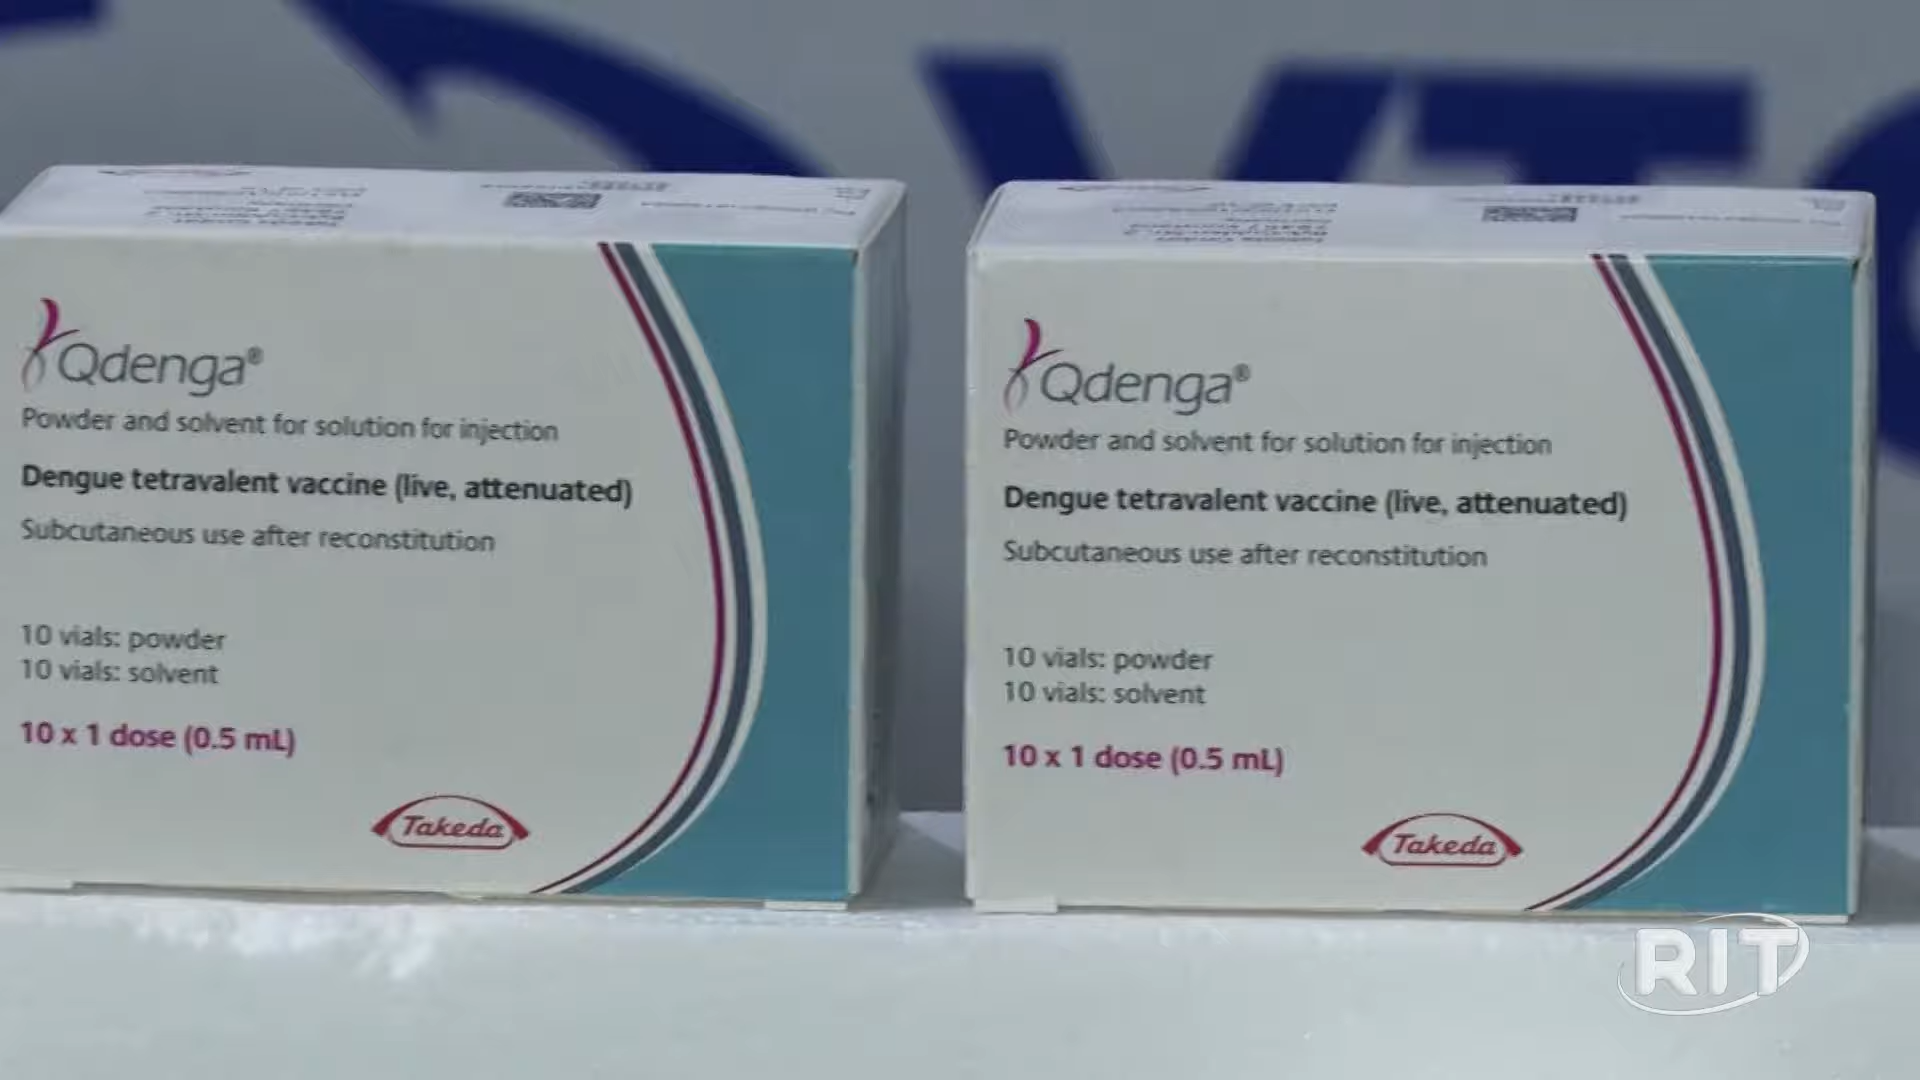 Qdenga®
Powder and solvent for solution for injection
Dengue tetravalent vaccine (live, attenuated)
Subcutaneous use after reconstitution
10 vials: powder
10 vials: solvent
10 x 1 dose (0.5 mL)
Takeda
Qdenga®
Powder and solvent for solution for injection
Dengue tetravalent vaccine (live, attenuated)
Subcutaneous use after reconstitution
10 vials: powder
10 vials: solvent
10 x 1 dose (0.5 mL)
Takeda
RIT